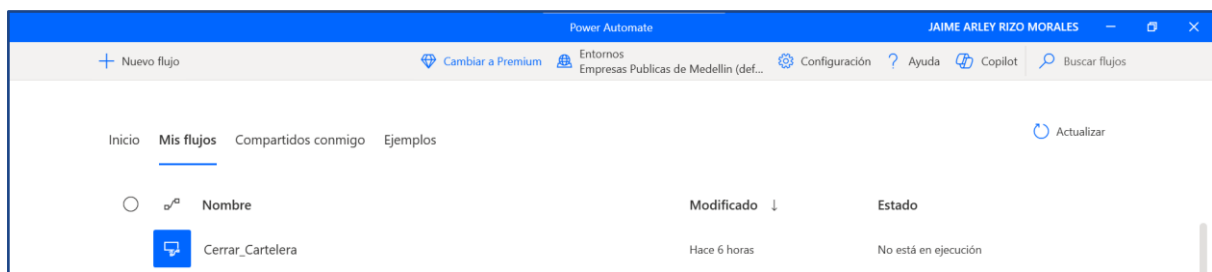 Power Automate
JAIME ARLEY RIZO MORALES
Nuevo flujo
Cambiar a Premium
Entornos
Empresas Publicas de Medellin (def...
Configuración
Ayuda
Copilot
Buscar flujos
Inicio Mis flujos Compartidos conmigo Ejemplos
Actualizar
Nombre Modificado ↓ Estado
Cerrar_Cartelera Hace 6 horas No está en ejecución